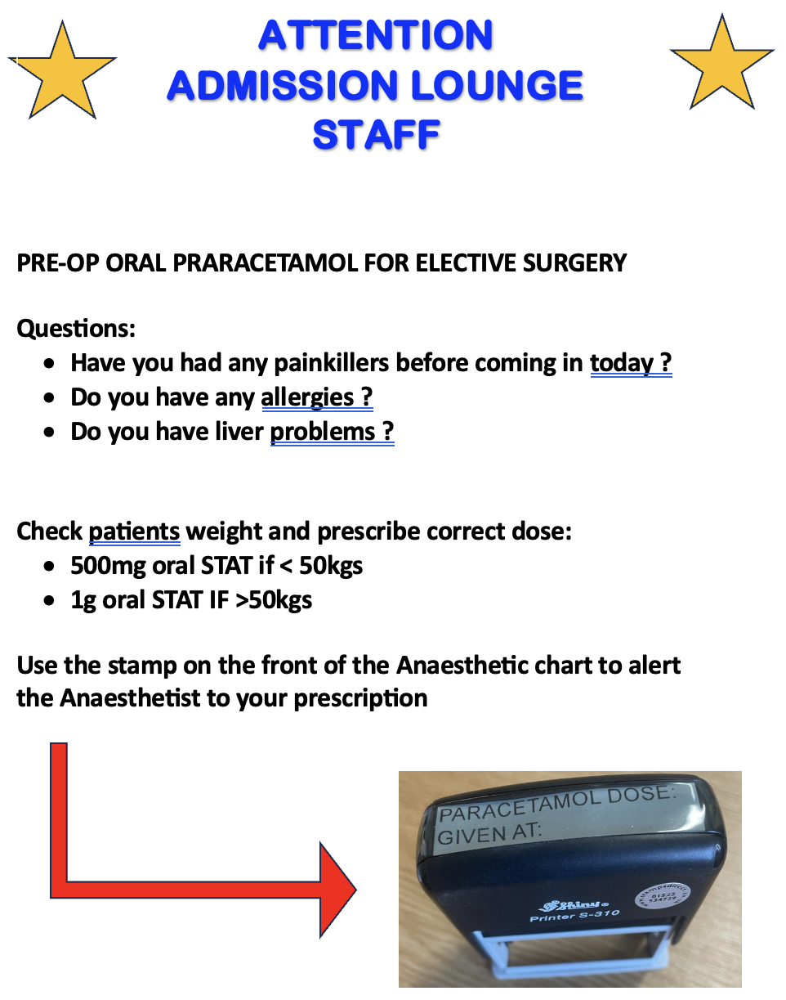 ATTENTION
ADMISSION LOUNGE
STAFF
PRE-OP ORAL PRARACETAMOL FOR ELECTIVE SURGERY
Questions:
• Have you had any painkillers before coming in today ?
• Do you have any allergies ?
• Do you have liver problems ?
Check patients weight and prescribe correct dose:
• 500mg oral STAT if < 50kgs
• 1g oral STAT IF >50kgs
Use the stamp on the front of the Anaesthetic chart to alert
the Anaesthetist to your prescription
PARACETAMOL DOSE:
GIVEN AT:
Shiny
Printer S-310